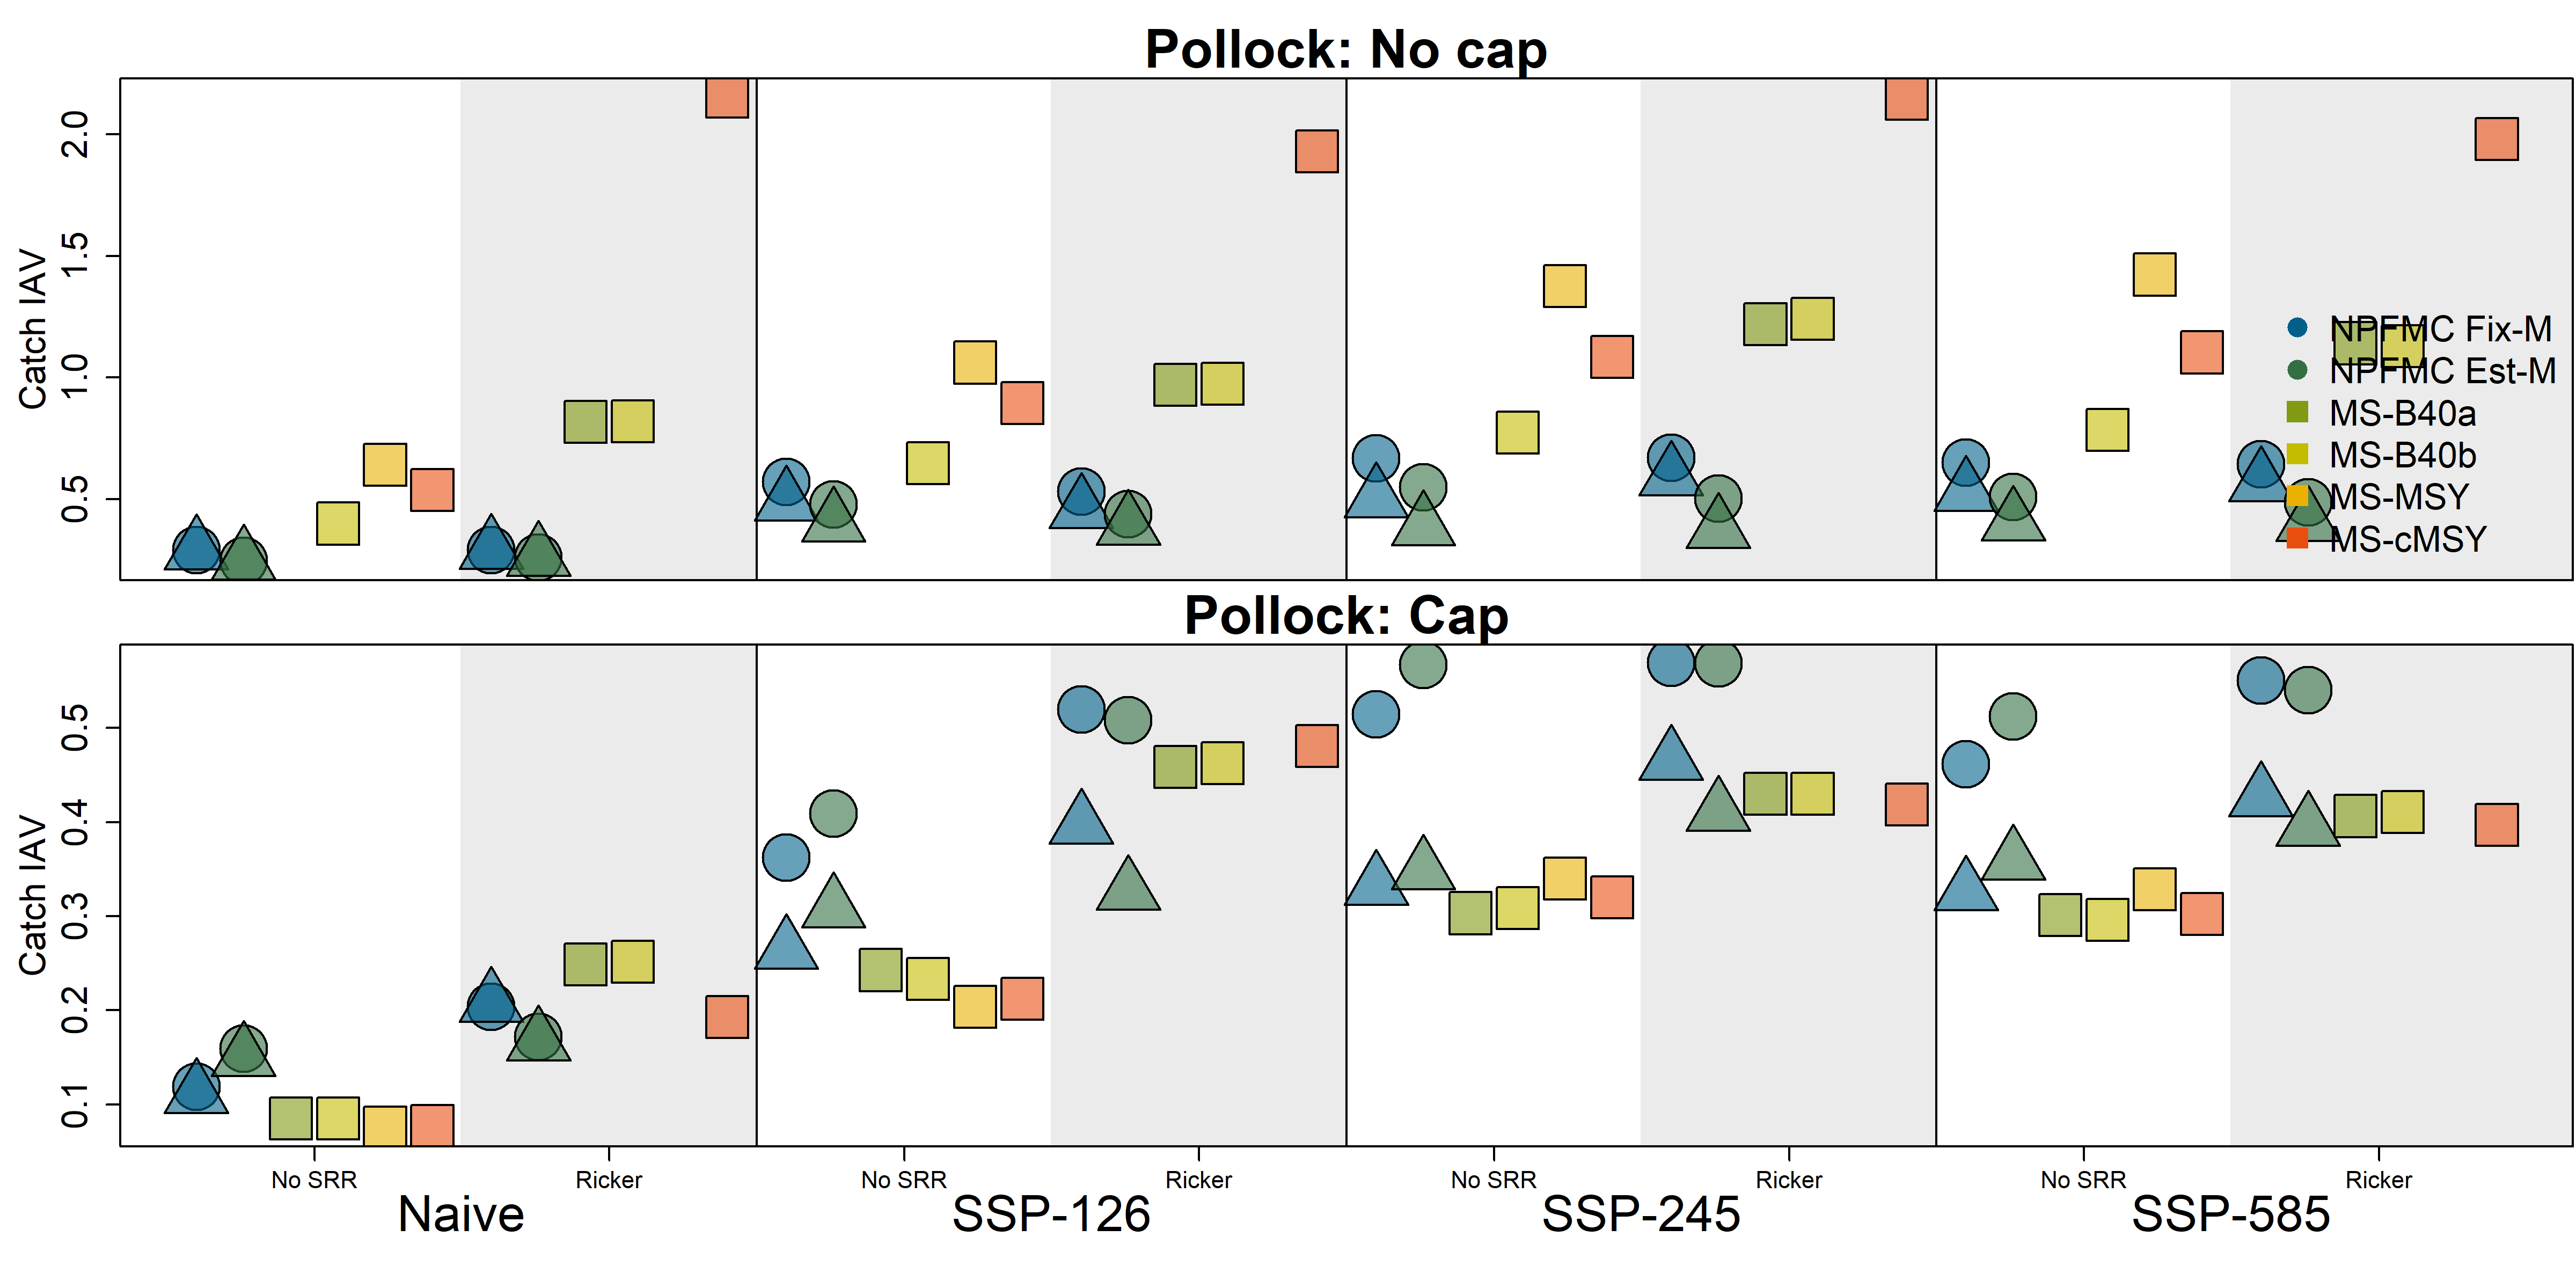 Pollock: No cap
Catch IAV
2.0
1.5
1.0
0.5
NPFMC Fix-M
NPFMC Est-M
MS-B40a
MS-B40b
MS-MSY
MS-cMSY
Pollock: Cap
Catch IAV
0.5
0.4
0.3
0.2
0.1
No SRR Ricker No SRR Ricker No SRR Ricker No SRR Ricker
Naive SSP-126 SSP-245 SSP-585